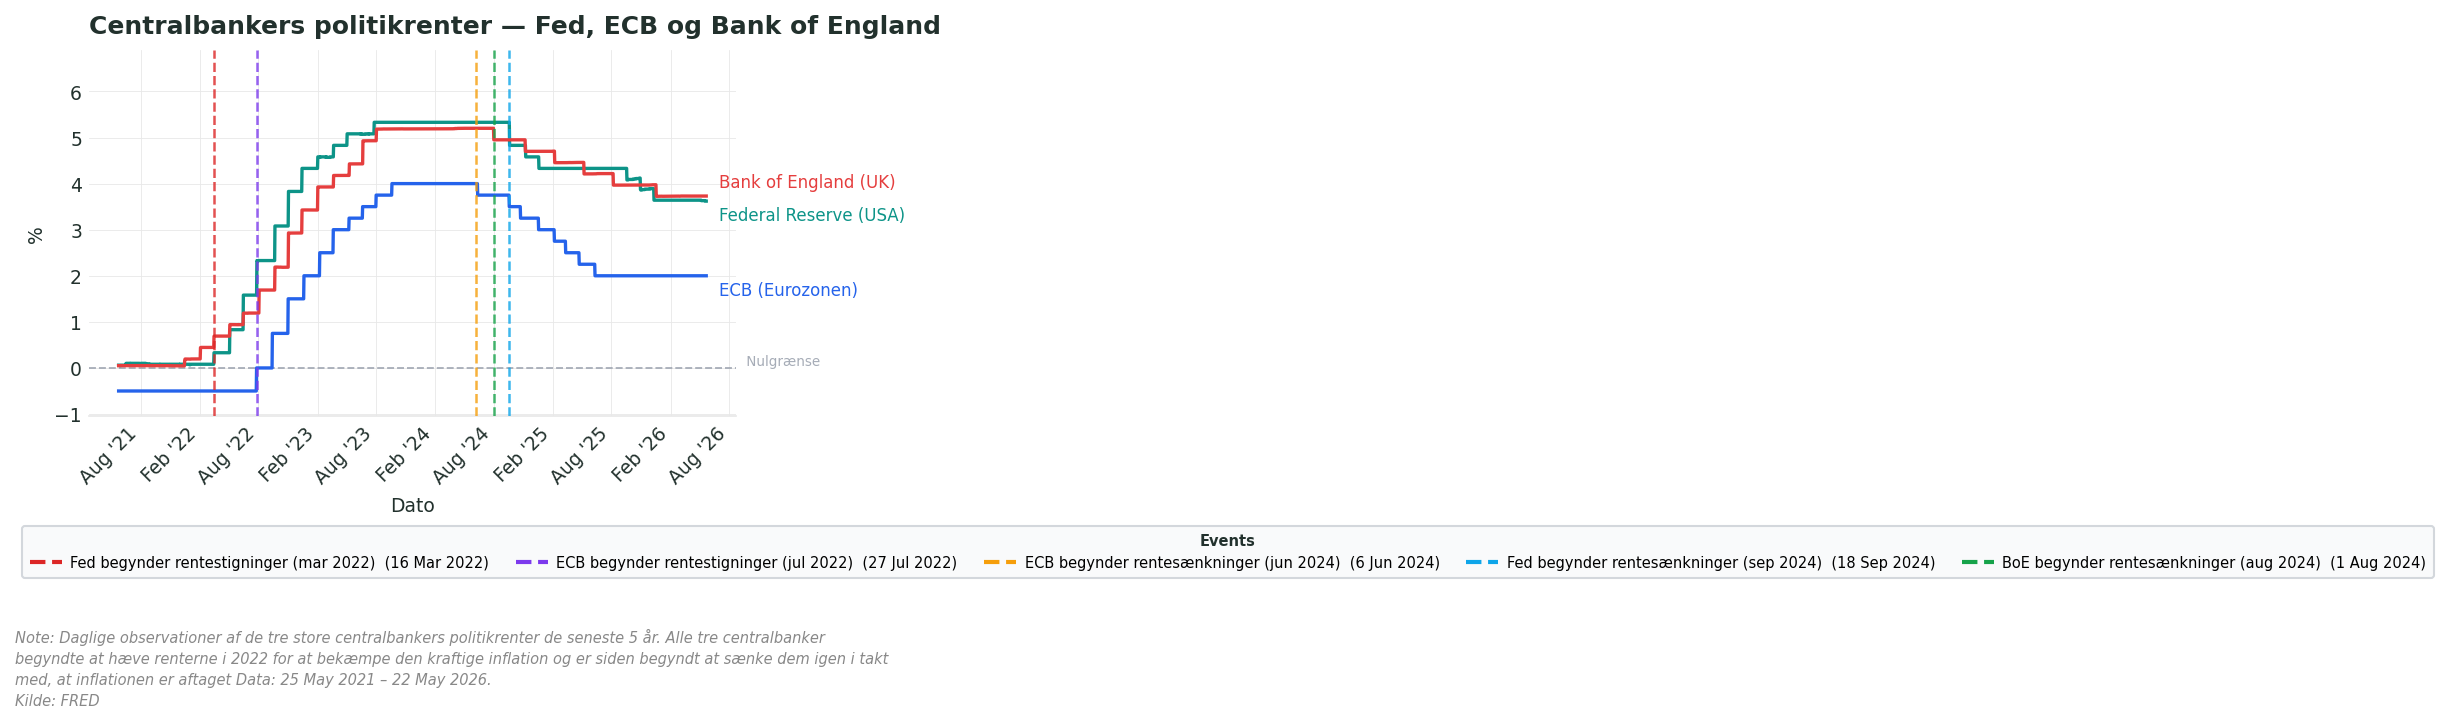 Centralbankers politikrenter — Fed, ECB og Bank of England
%
6
5
4
3
2
1
0
−1
Bank of England (UK)
Federal Reserve (USA)
ECB (Eurozonen)
Nulgrænse
Aug '21
Feb '22
Aug '22
Feb '23
Aug '23
Feb '24
Aug '24
Feb '25
Aug '25
Feb '26
Aug '26
Dato
Events
Fed begynder rentestigninger (mar 2022)  (16 Mar 2022)
ECB begynder rentestigninger (jul 2022)  (27 Jul 2022)
ECB begynder rentesænkninger (jun 2024)  (6 Jun 2024)
Fed begynder rentesænkninger (sep 2024)  (18 Sep 2024)
BoE begynder rentesænkninger (aug 2024)  (1 Aug 2024)
Note: Daglige observationer af de tre store centralbankers politikrenter de seneste 5 år. Alle tre centralbanker
begyndte at hæve renterne i 2022 for at bekæmpe den kraftige inflation og er siden begyndt at sænke dem igen i takt
med, at inflationen er aftaget Data: 25 May 2021 – 22 May 2026.
Kilde: FRED